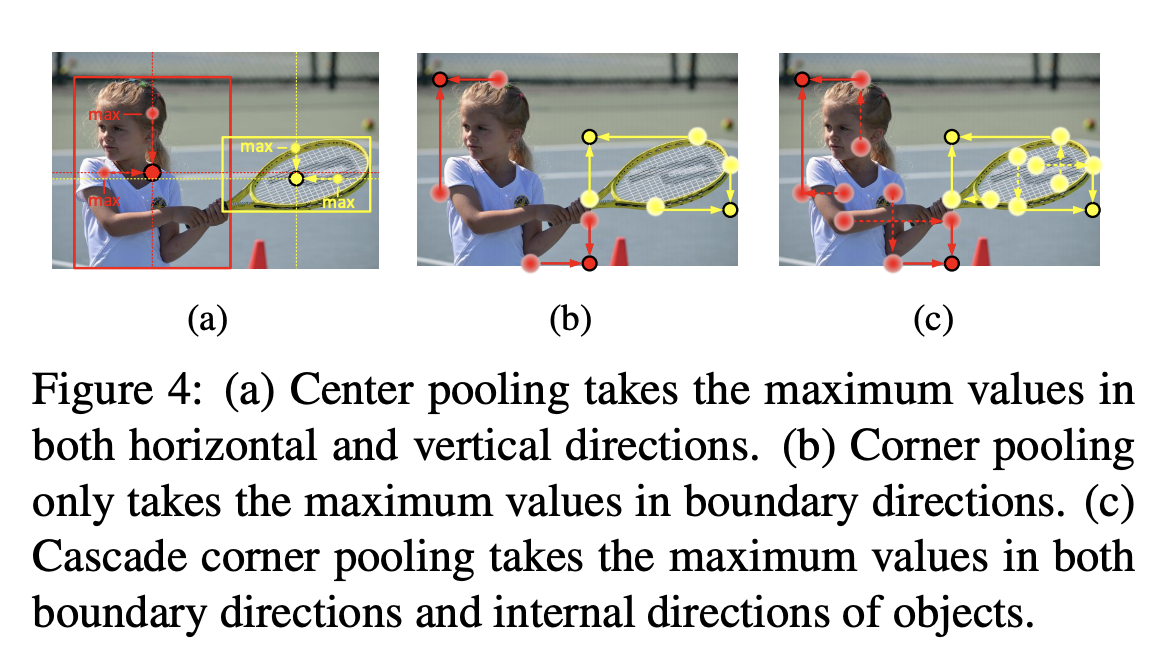 max
max
max
max
(a)
(b)
(c)
Figure 4: (a) Center pooling takes the maximum values in
both horizontal and vertical directions. (b) Corner pooling
only takes the maximum values in boundary directions. (c)
Cascade corner pooling takes the maximum values in both
boundary directions and internal directions of objects.